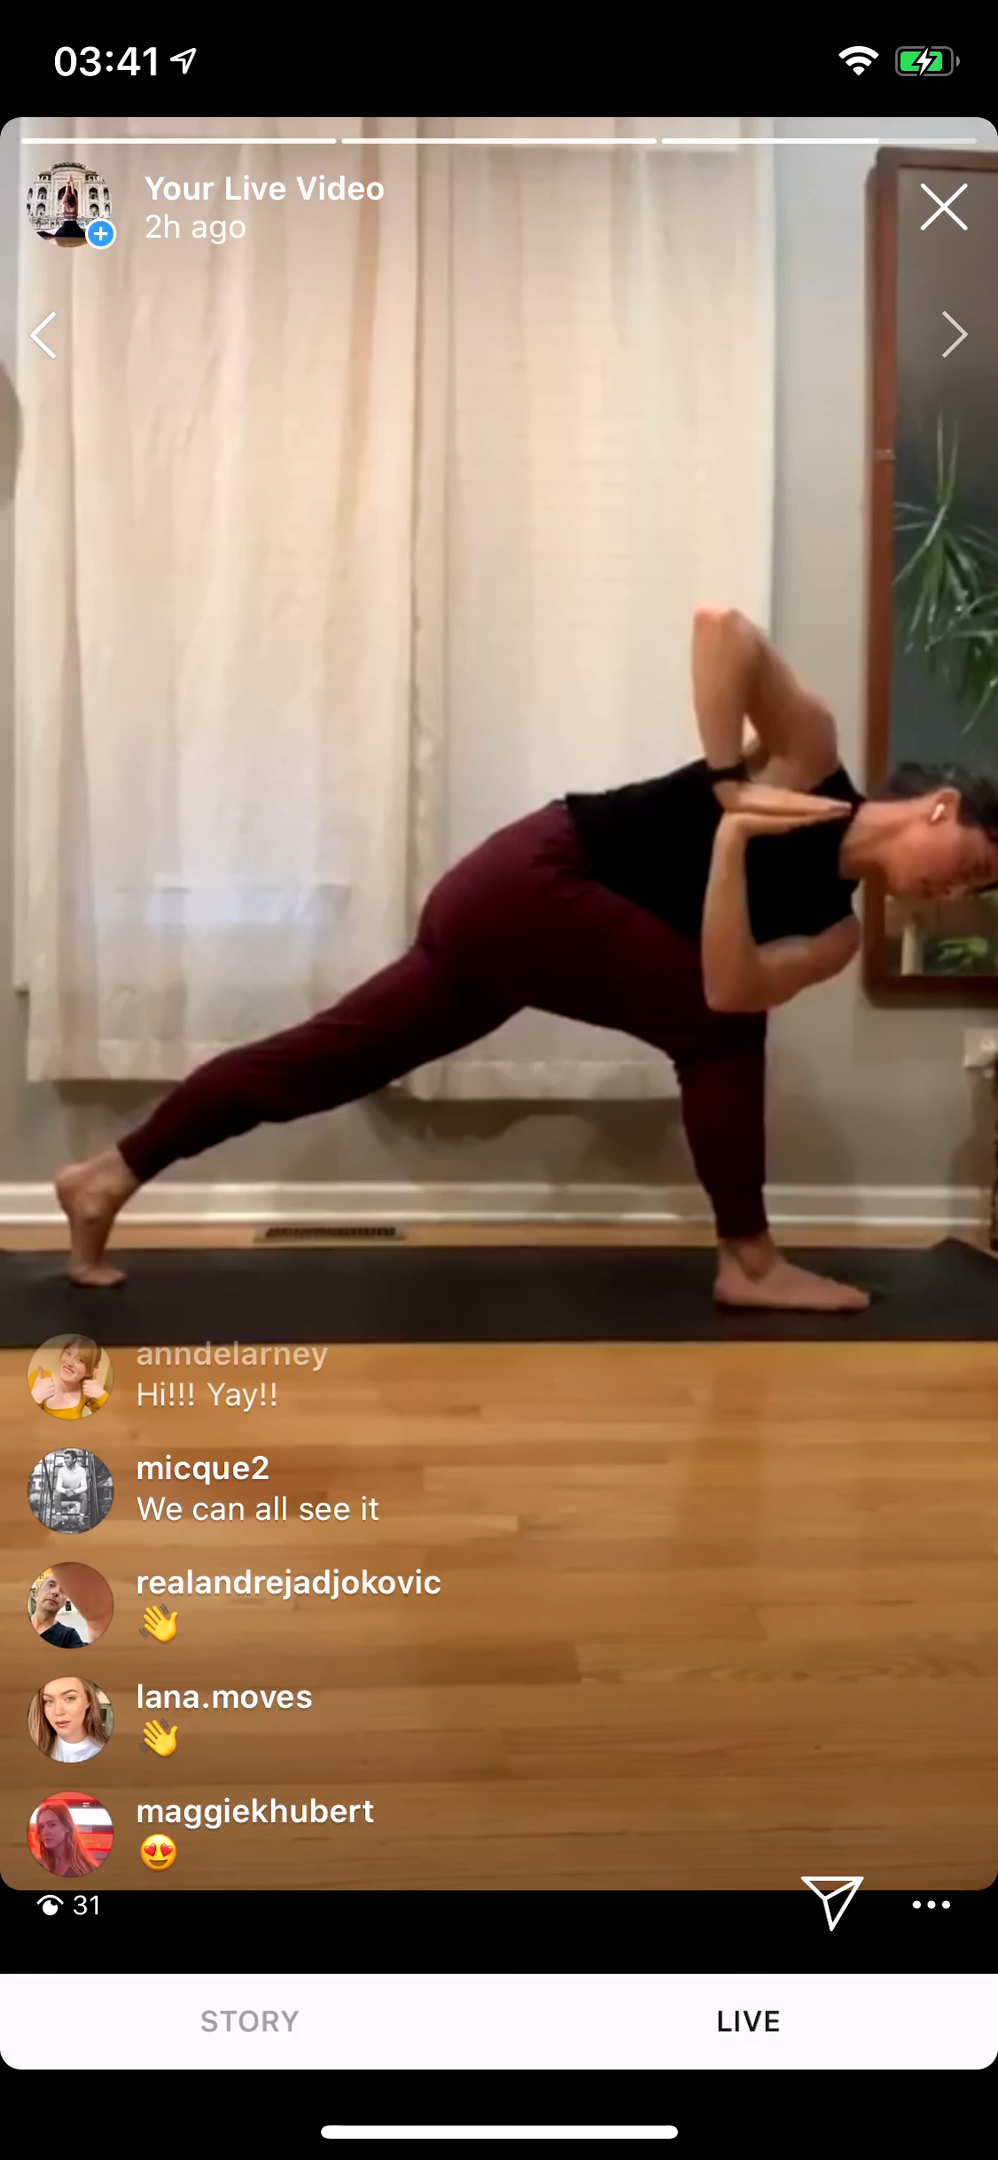 03:41
Your Live Video
2h ago
anndelarney
Hi!!! Yay!!
micque2
We can all see it
realandrejadjokovic
👋
lana.moves
👋
maggiekhubert
😍
31
STORY
LIVE